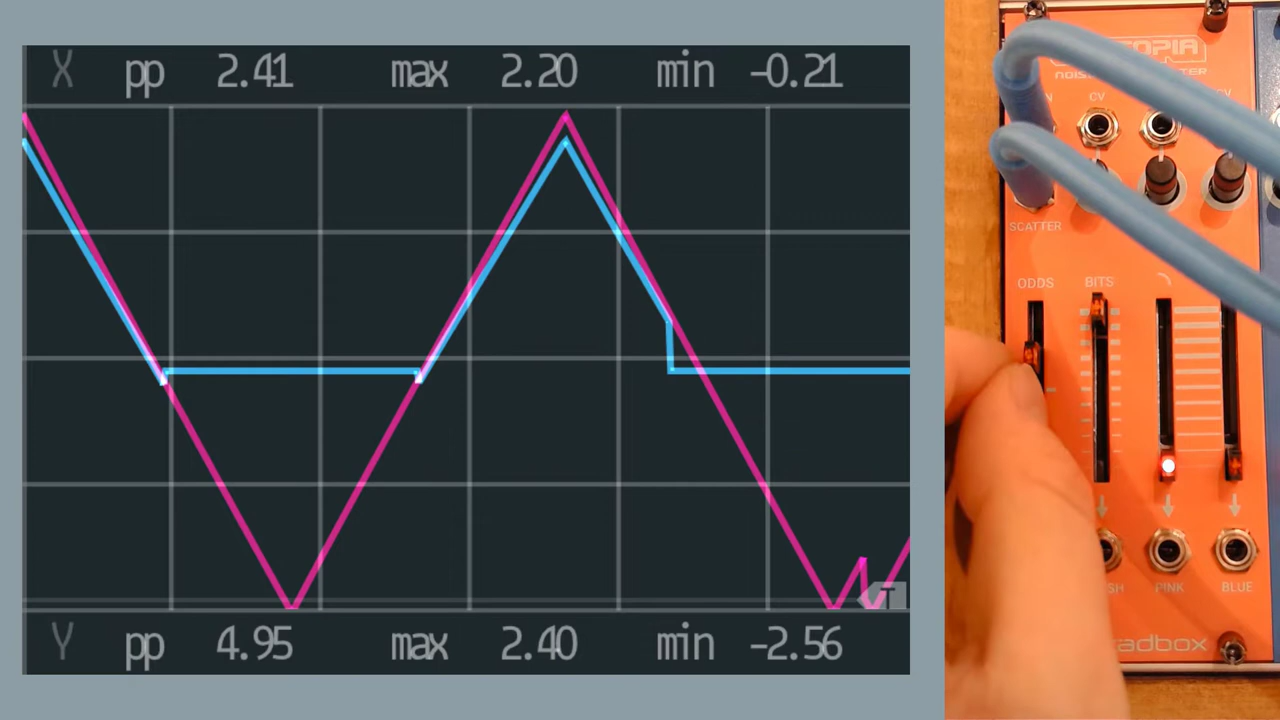 X pp 2.41 max 2.20 min -0.21
T
Y pp 4.95 max 2.40 min -2.56
CV
SCATTER
ODDS BITS
PINK BLUE